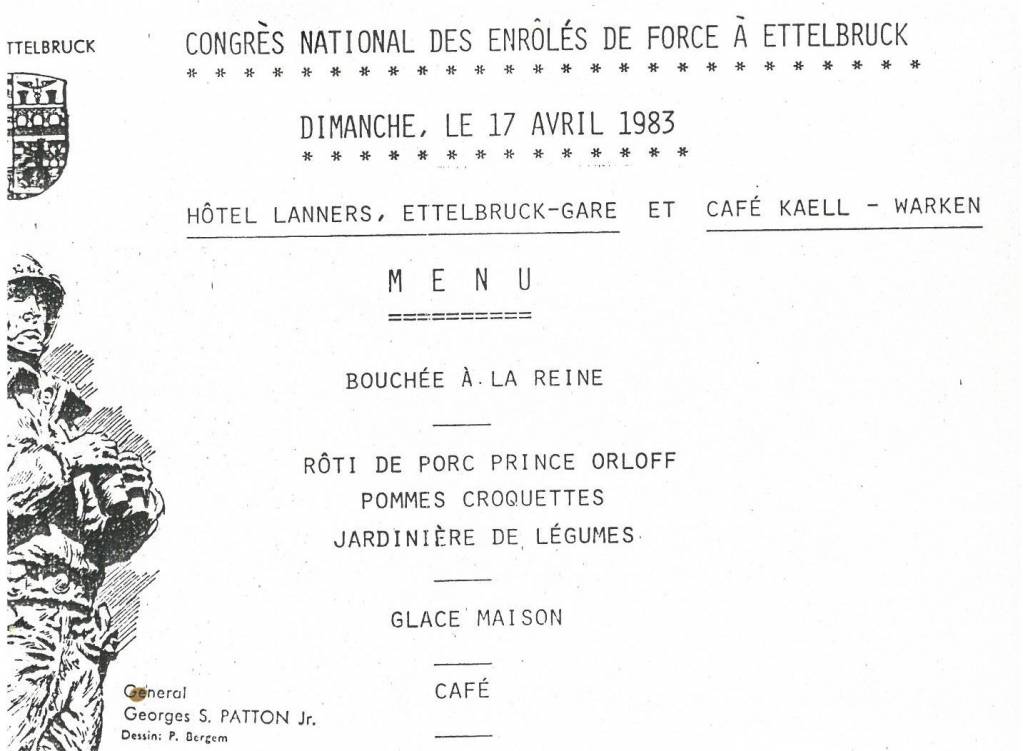 TTELBRUCK
CONGRÈS NATIONAL DES ENRÔLÉS DE FORCE À ETTELBRUCK
* * * * * * * * * * * * * * * * * * * * * * * * * *
DIMANCHE, LE 17 AVRIL 1983
* * * * * * * * * * * * * *
HÔTEL LANNERS, ETTELBRUCK-GARE ET CAFÉ KAELL - WARKEN
M E N U
==========
BOUCHÉE À LA REINE
RÔTI DE PORC PRINCE ORLOFF
POMMES CROQUETTES
JARDINIÈRE DE LÉGUMES
GLACE MAISON
CAFÉ
General
Georges S. PATTON Jr.
Dessin: P. Bergem